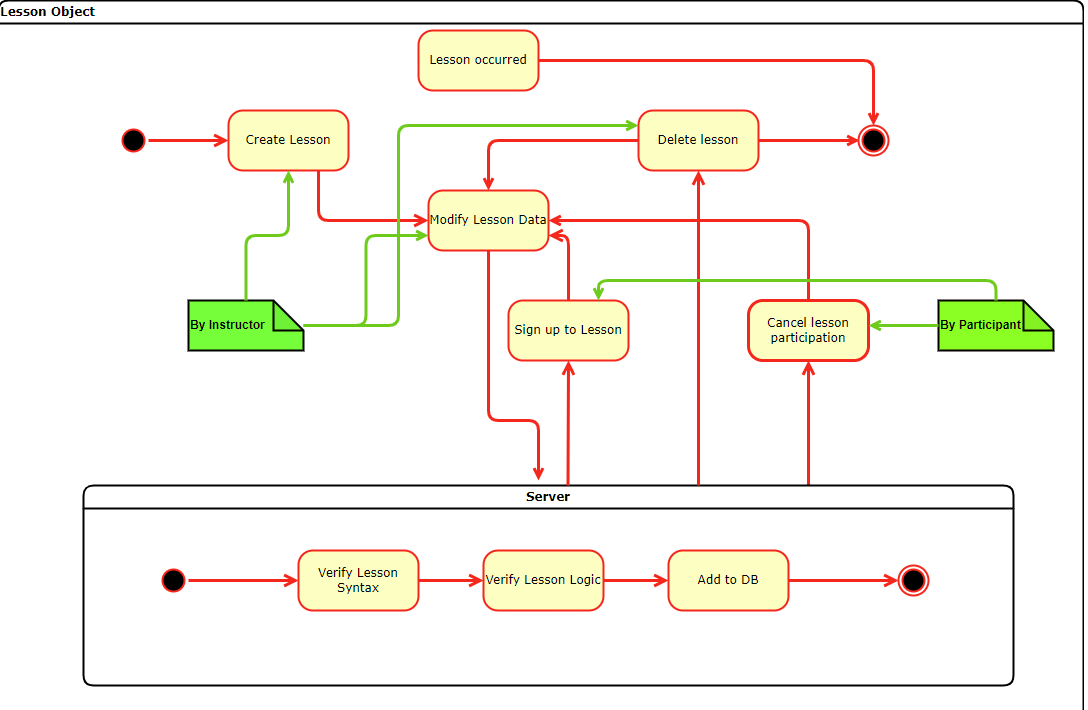 Lesson Object
Lesson occurred
Create Lesson
Delete lesson
Modify Lesson Data
By Instructor
Sign up to Lesson
Cancel lesson
participation
By Participant
Server
Verify Lesson
Syntax
Verify Lesson Logic
Add to DB